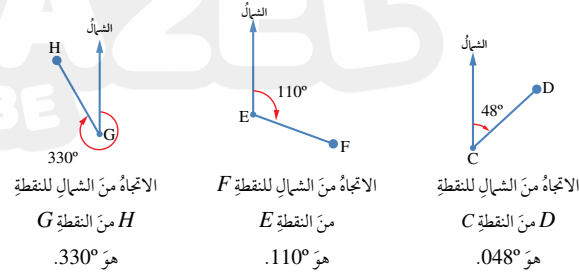 الشمالُ
D
48º
C
الاتجاهُ منَ الشمالِ للنقطةِ
D منَ النقطةِ C
هوَ 048º.
الشمالُ
110º
E
F
الاتجاهُ منَ الشمالِ للنقطةِ F
منَ النقطةِ E
هوَ 110º.
الشمالُ
H
G
330º
الاتجاهُ منَ الشمالِ للنقطةِ
H منَ النقطةِ G
هوَ 330º.